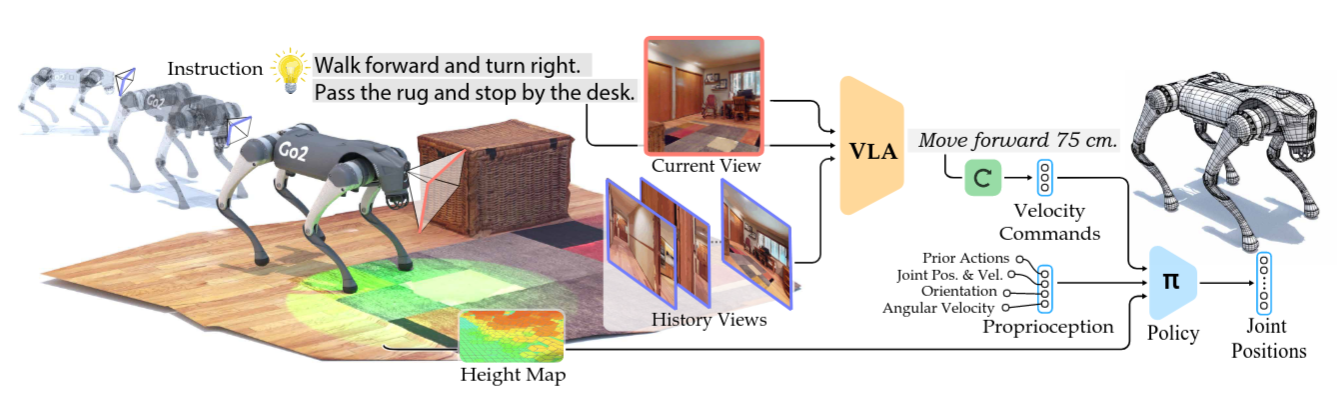 Instruction
Walk forward and turn right.
Pass the rug and stop by the desk.
Go2
Go2
Current View
History Views
Height Map
VLA
Move forward 75 cm.
Velocity
Commands
Prior Actions
Joint Pos. & Vel.
Orientation
Angular Velocity
Proprioception
π
Policy
Joint
Positions